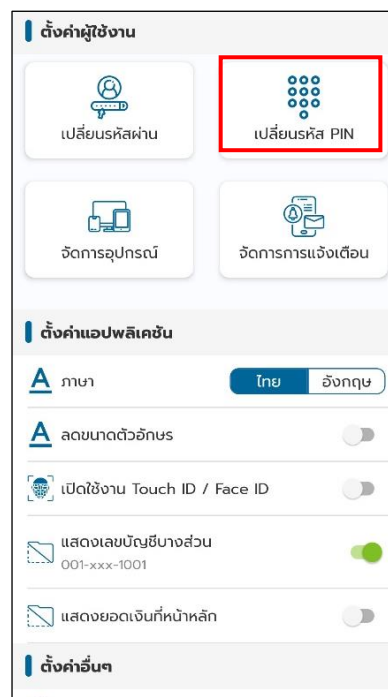 ตั้งค่าผู้ใช้งาน
เปลี่ยนรหัสผ่าน
เปลี่ยนรหัส PIN
จัดการอุปกรณ์
จัดการการแจ้งเตือน
ตั้งค่าแอปพลิเคชัน
A ภาษา ไทย อังกฤษ
A ลดขนาดตัวอักษร
เปิดใช้งาน Touch ID / Face ID
แสดงเลขบัญชีบางส่วน
001-xxx-1001
แสดงยอดเงินที่หน้าหลัก
ตั้งค่าอื่นๆ